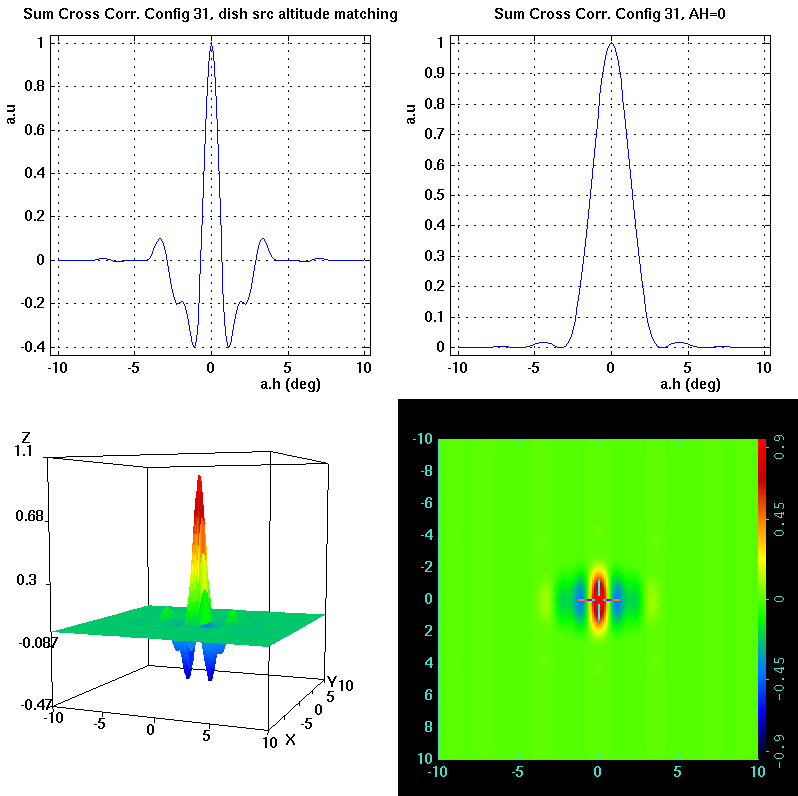 Sum Cross Corr. Config 31, dish src altitude matching
a.u
1
0.8
0.6
0.4
0.2
0
-0.2
-0.4
-10 -5 0 5 10
a.h (deg)
Sum Cross Corr. Config 31, AH=0
a.u
1
0.9
0.8
0.7
0.6
0.5
0.4
0.3
0.2
0.1
0
-10 -5 0 5 10
a.h (deg)
Z
1.1
0.68
0.3
-0.087
-0.47
-10 -5 0 5 10
X
-5 0 5 10
Y
-10
-8
-6
-4
-2
0
2
4
6
8
10
-10 -5 0 5 10
0.9
0.45
0
-0.45
-0.9